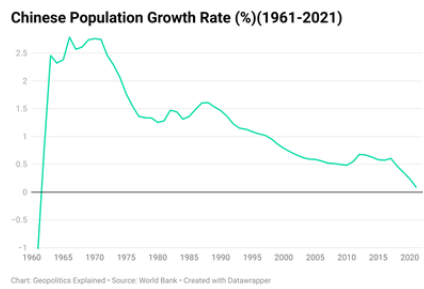 Chinese Population Growth Rate (%)(1961-2021)
2.5
2
1.5
1
0.5
0
−0.5
−1
1960 1965 1970 1975 1980 1985 1990 1995 2000 2005 2010 2015 2020
Chart: Geopolitics Explained • Source: World Bank • Created with Datawrapper